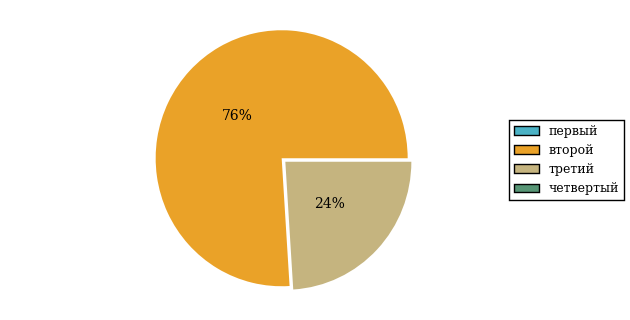 76%
24%
первый
второй
третий
четвертый